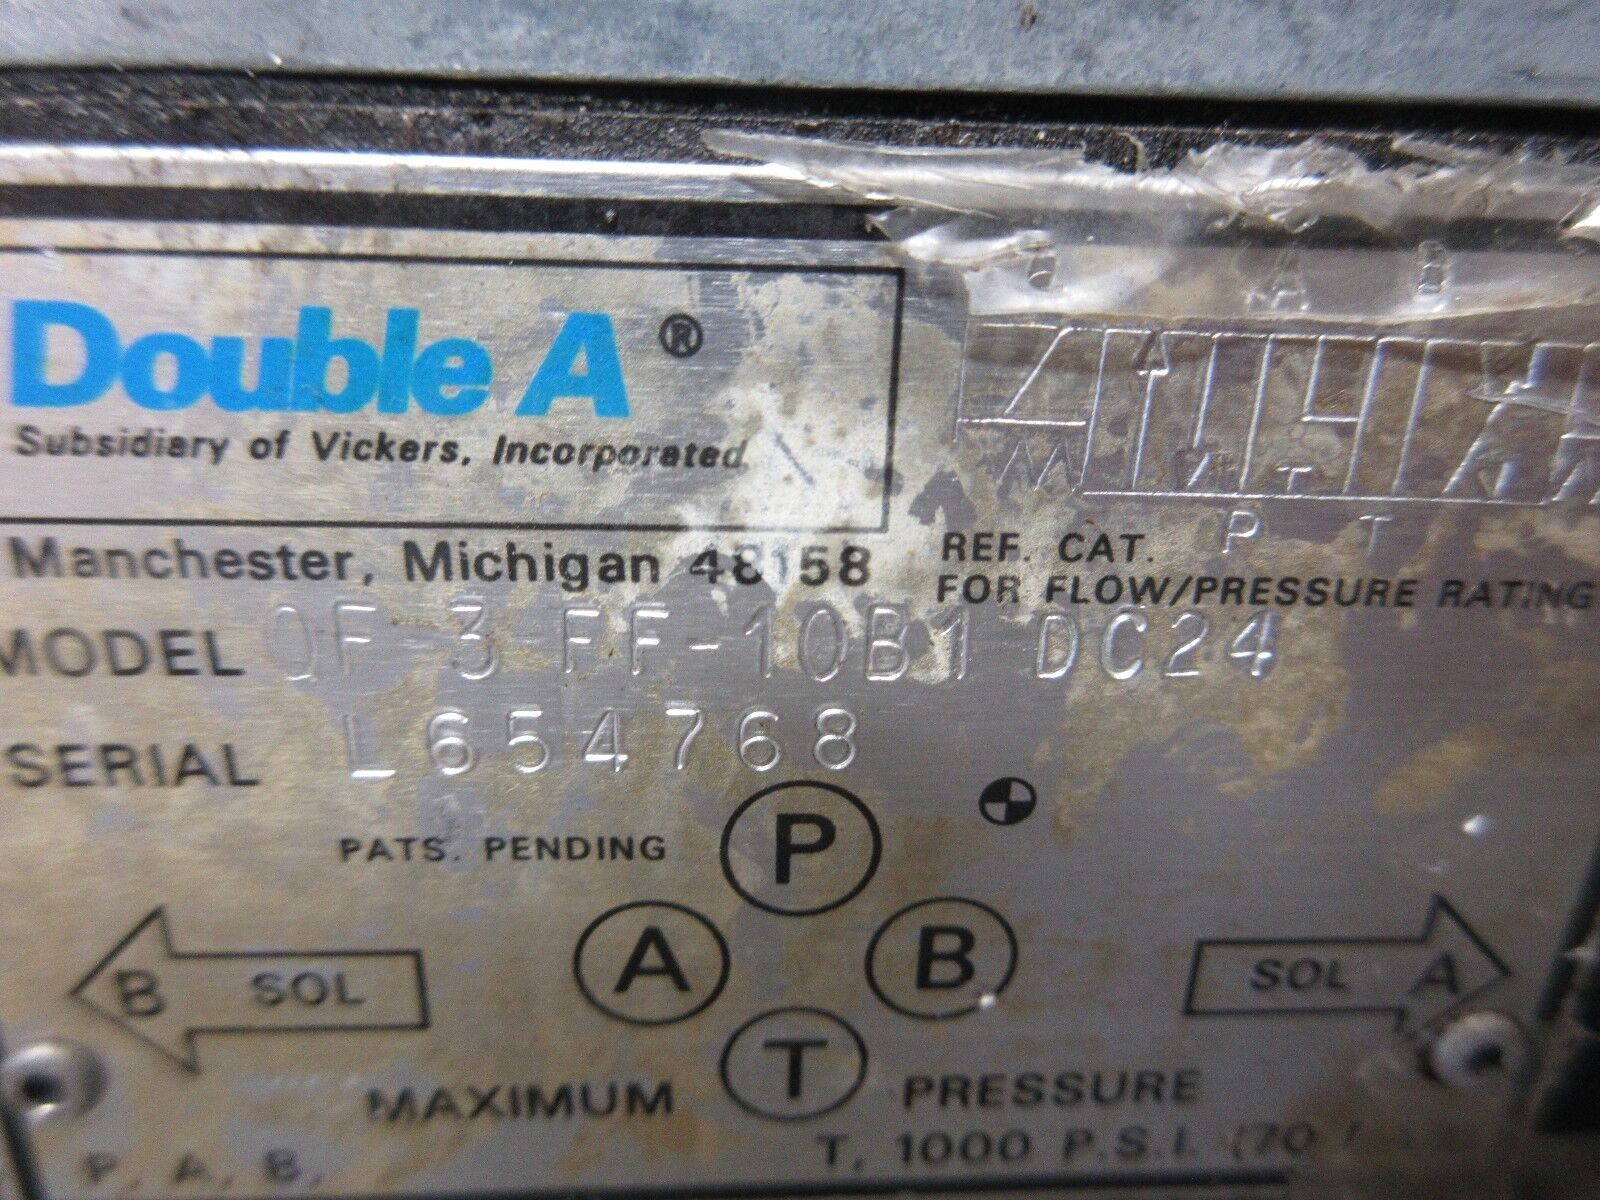 Double A ®
Subsidiary of Vickers, Incorporated
Manchester, Michigan 48158
A B
P T
REF. CAT.
FOR FLOW/PRESSURE RATING
MODEL QF-3 FF-10B1 DC24
SERIAL L654768
PATS. PENDING
P
A B
B SOL
SOL A
T
MAXIMUM PRESSURE
P, A, B,
T, 1000 P.S.I. (70